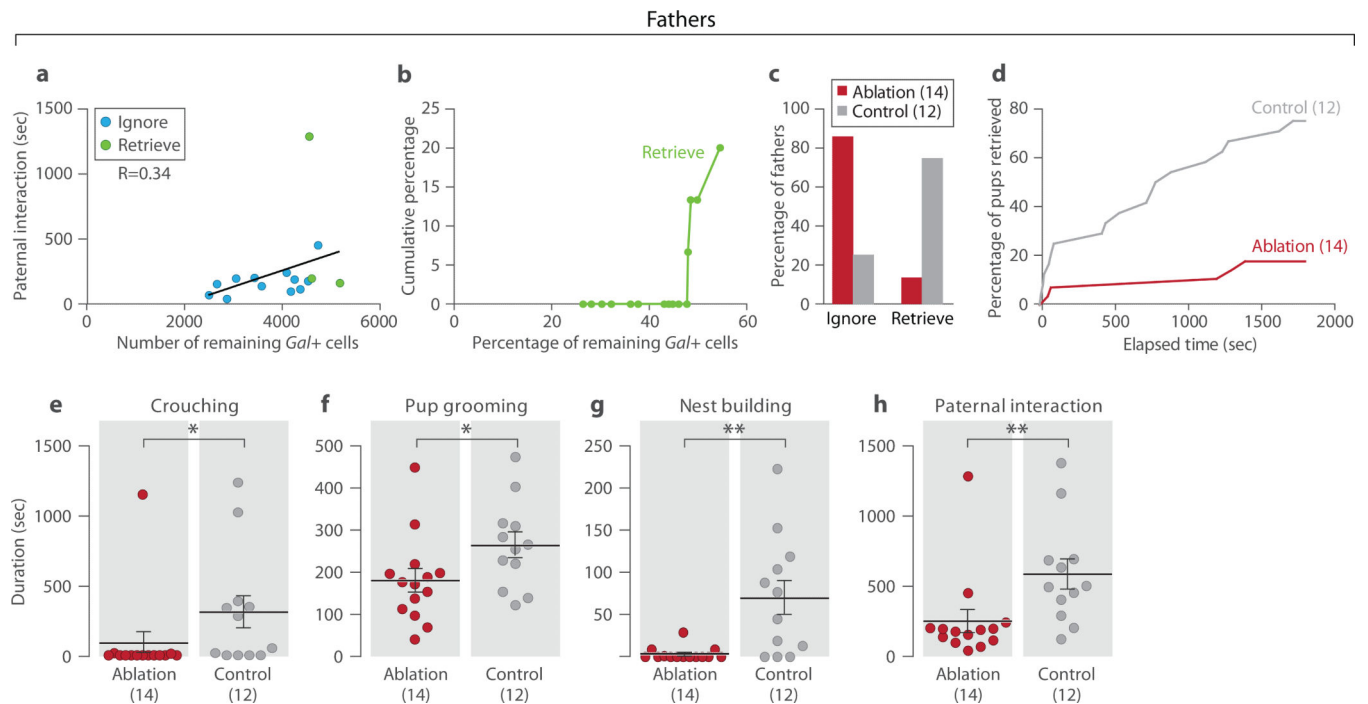 Fathers
a
Paternal interaction (sec)
1500
1000
500
0
0 2000 4000 6000
Number of remaining Gal+ cells
Ignore
Retrieve
R=0.34
b
Cumulative percentage
25
20
15
10
5
0
0 20 40 60
Percentage of remaining Gal+ cells
Retrieve
c
Ablation (14)
Control (12)
Percentage of fathers
100
80
60
40
20
0
Ignore Retrieve
d
Percentage of pups retrieved
80
60
40
20
0
0 500 1000 1500 2000
Elapsed time (sec)
Control (12)
Ablation (14)
e Crouching
*
Duration (sec)
1500
1000
500
0
Ablation Control
(14) (12)
f Pup grooming
*
500
400
300
200
100
0
Ablation Control
(14) (12)
g Nest building
**
250
200
150
100
50
0
Ablation Control
(14) (12)
h Paternal interaction
**
1500
1000
500
0
Ablation Control
(14) (12)